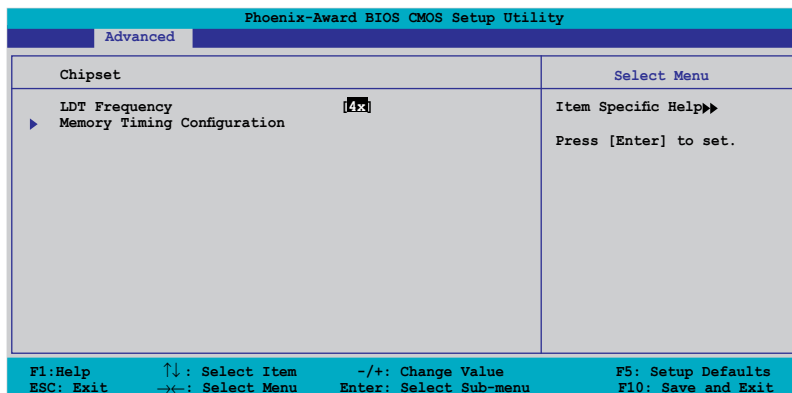 Phoenix-Award BIOS CMOS Setup Utility
Advanced
Chipset
Select Menu
LDT Frequency [4x]
Memory Timing Configuration
Item Specific Help
Press [Enter] to set.
F1:Help ↑↓: Select Item -/+: Change Value F5: Setup Defaults
ESC: Exit →←: Select Menu Enter: Select Sub-menu F10: Save and Exit